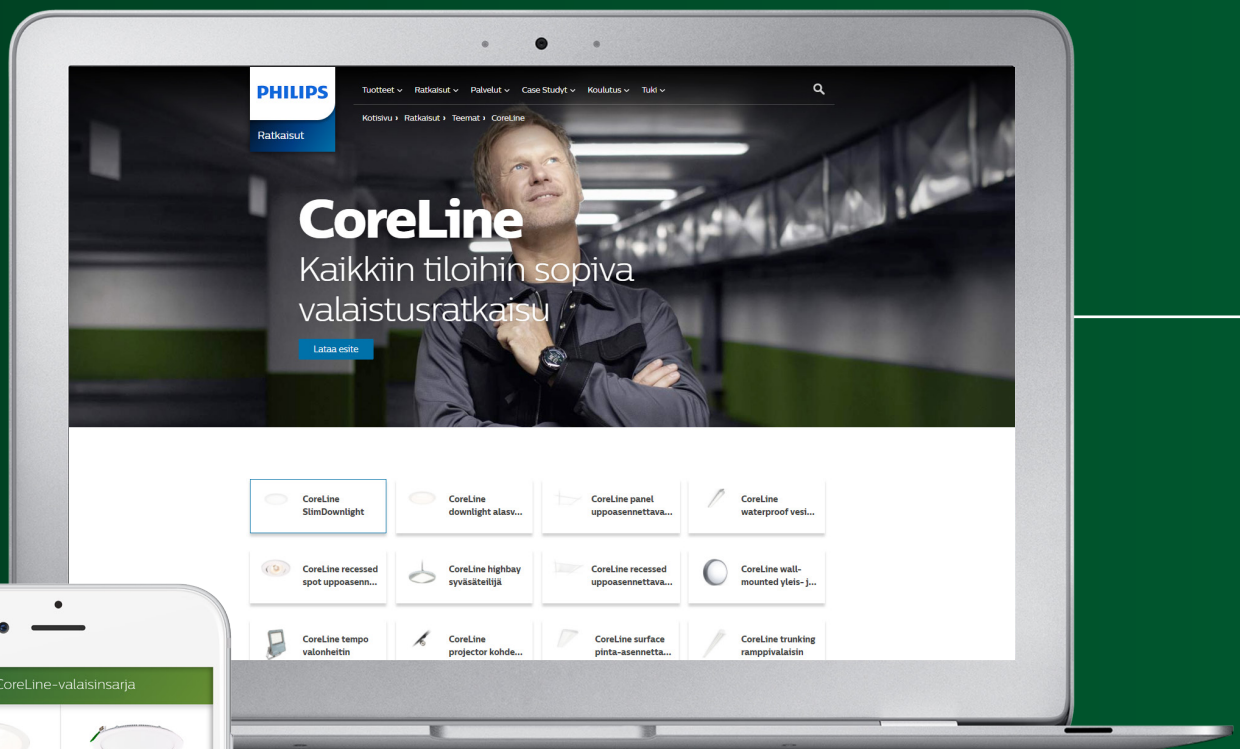 PHILIPS
Ratkaisut
Tuotteet Ratkaisut Palvelut Case Studyt Koulutus Tuki
Kotisivu › Ratkaisut › Teemat › CoreLine
CoreLine
Kaikkiin tiloihin sopiva
valaistusratkaisu
Lataa esite
CoreLine
SlimDownlight
CoreLine
downlight alasv...
CoreLine panel
uppoasennettava...
CoreLine
waterproof vesi...
CoreLine recessed
spot uppoasenn...
CoreLine highbay
syväsäteilijä
CoreLine recessed
uppoasennettava...
CoreLine wall-
mounted yleis- j...
CoreLine tempo
valonheitin
CoreLine
projector kohde...
CoreLine surface
pinta-asennetta...
CoreLine trunking
ramppivalaisin
CoreLine-valaisinsarja